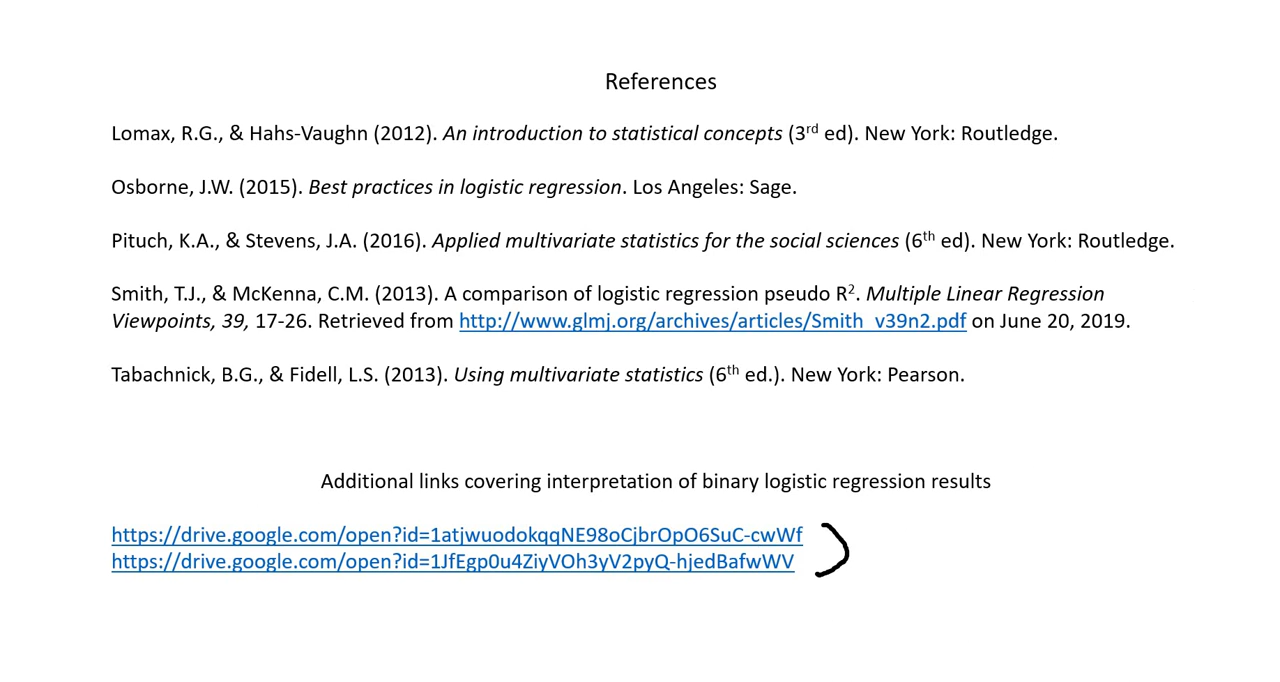 References
Lomax, R.G., & Hahs-Vaughn (2012). An introduction to statistical concepts (3rd ed). New York: Routledge.
Osborne, J.W. (2015). Best practices in logistic regression. Los Angeles: Sage.
Pituch, K.A., & Stevens, J.A. (2016). Applied multivariate statistics for the social sciences (6th ed). New York: Routledge.
Smith, T.J., & McKenna, C.M. (2013). A comparison of logistic regression pseudo R². Multiple Linear Regression
Viewpoints, 39, 17-26. Retrieved from http://www.glmj.org/archives/articles/Smith_v39n2.pdf on June 20, 2019.
Tabachnick, B.G., & Fidell, L.S. (2013). Using multivariate statistics (6th ed.). New York: Pearson.
Additional links covering interpretation of binary logistic regression results
https://drive.google.com/open?id=1atjwuodokqqNE98oCjbrOpO6SuC-cwWf
https://drive.google.com/open?id=1JfEgp0u4ZiyVOh3yV2pyQ-hjedBafwWV